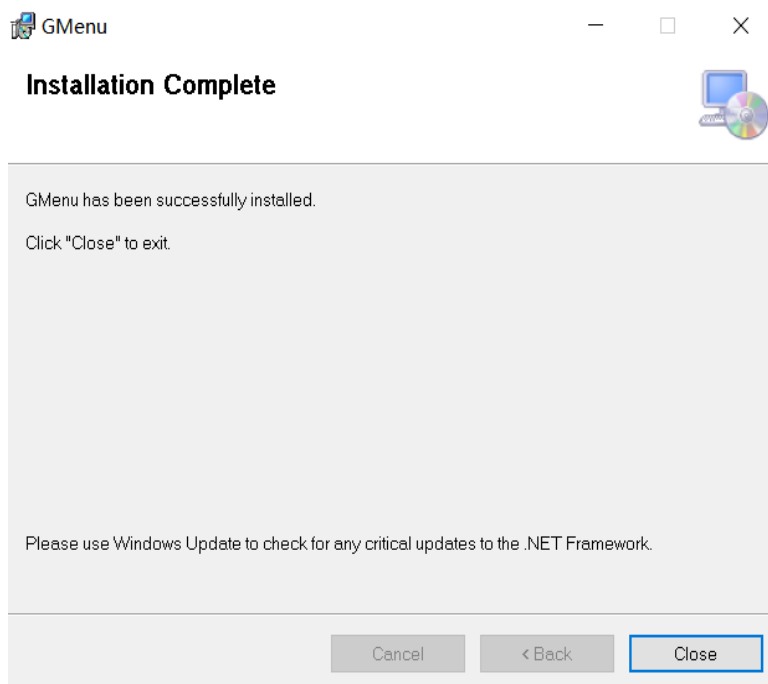 GMenu
Installation Complete
GMenu has been successfully installed.
Click "Close" to exit.
Please use Windows Update to check for any critical updates to the .NET Framework.
Cancel
< Back
Close